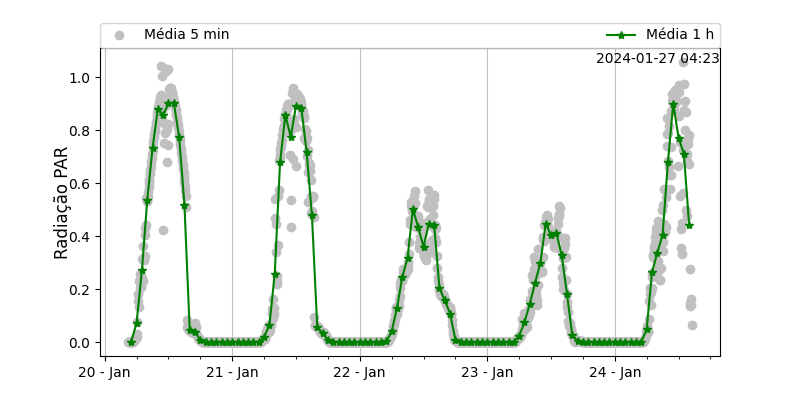 Média 5 min
Média 1 h
2024-01-27 04:23
Radiação PAR
1.0
0.8
0.6
0.4
0.2
0.0
20 - Jan
21 - Jan
22 - Jan
23 - Jan
24 - Jan